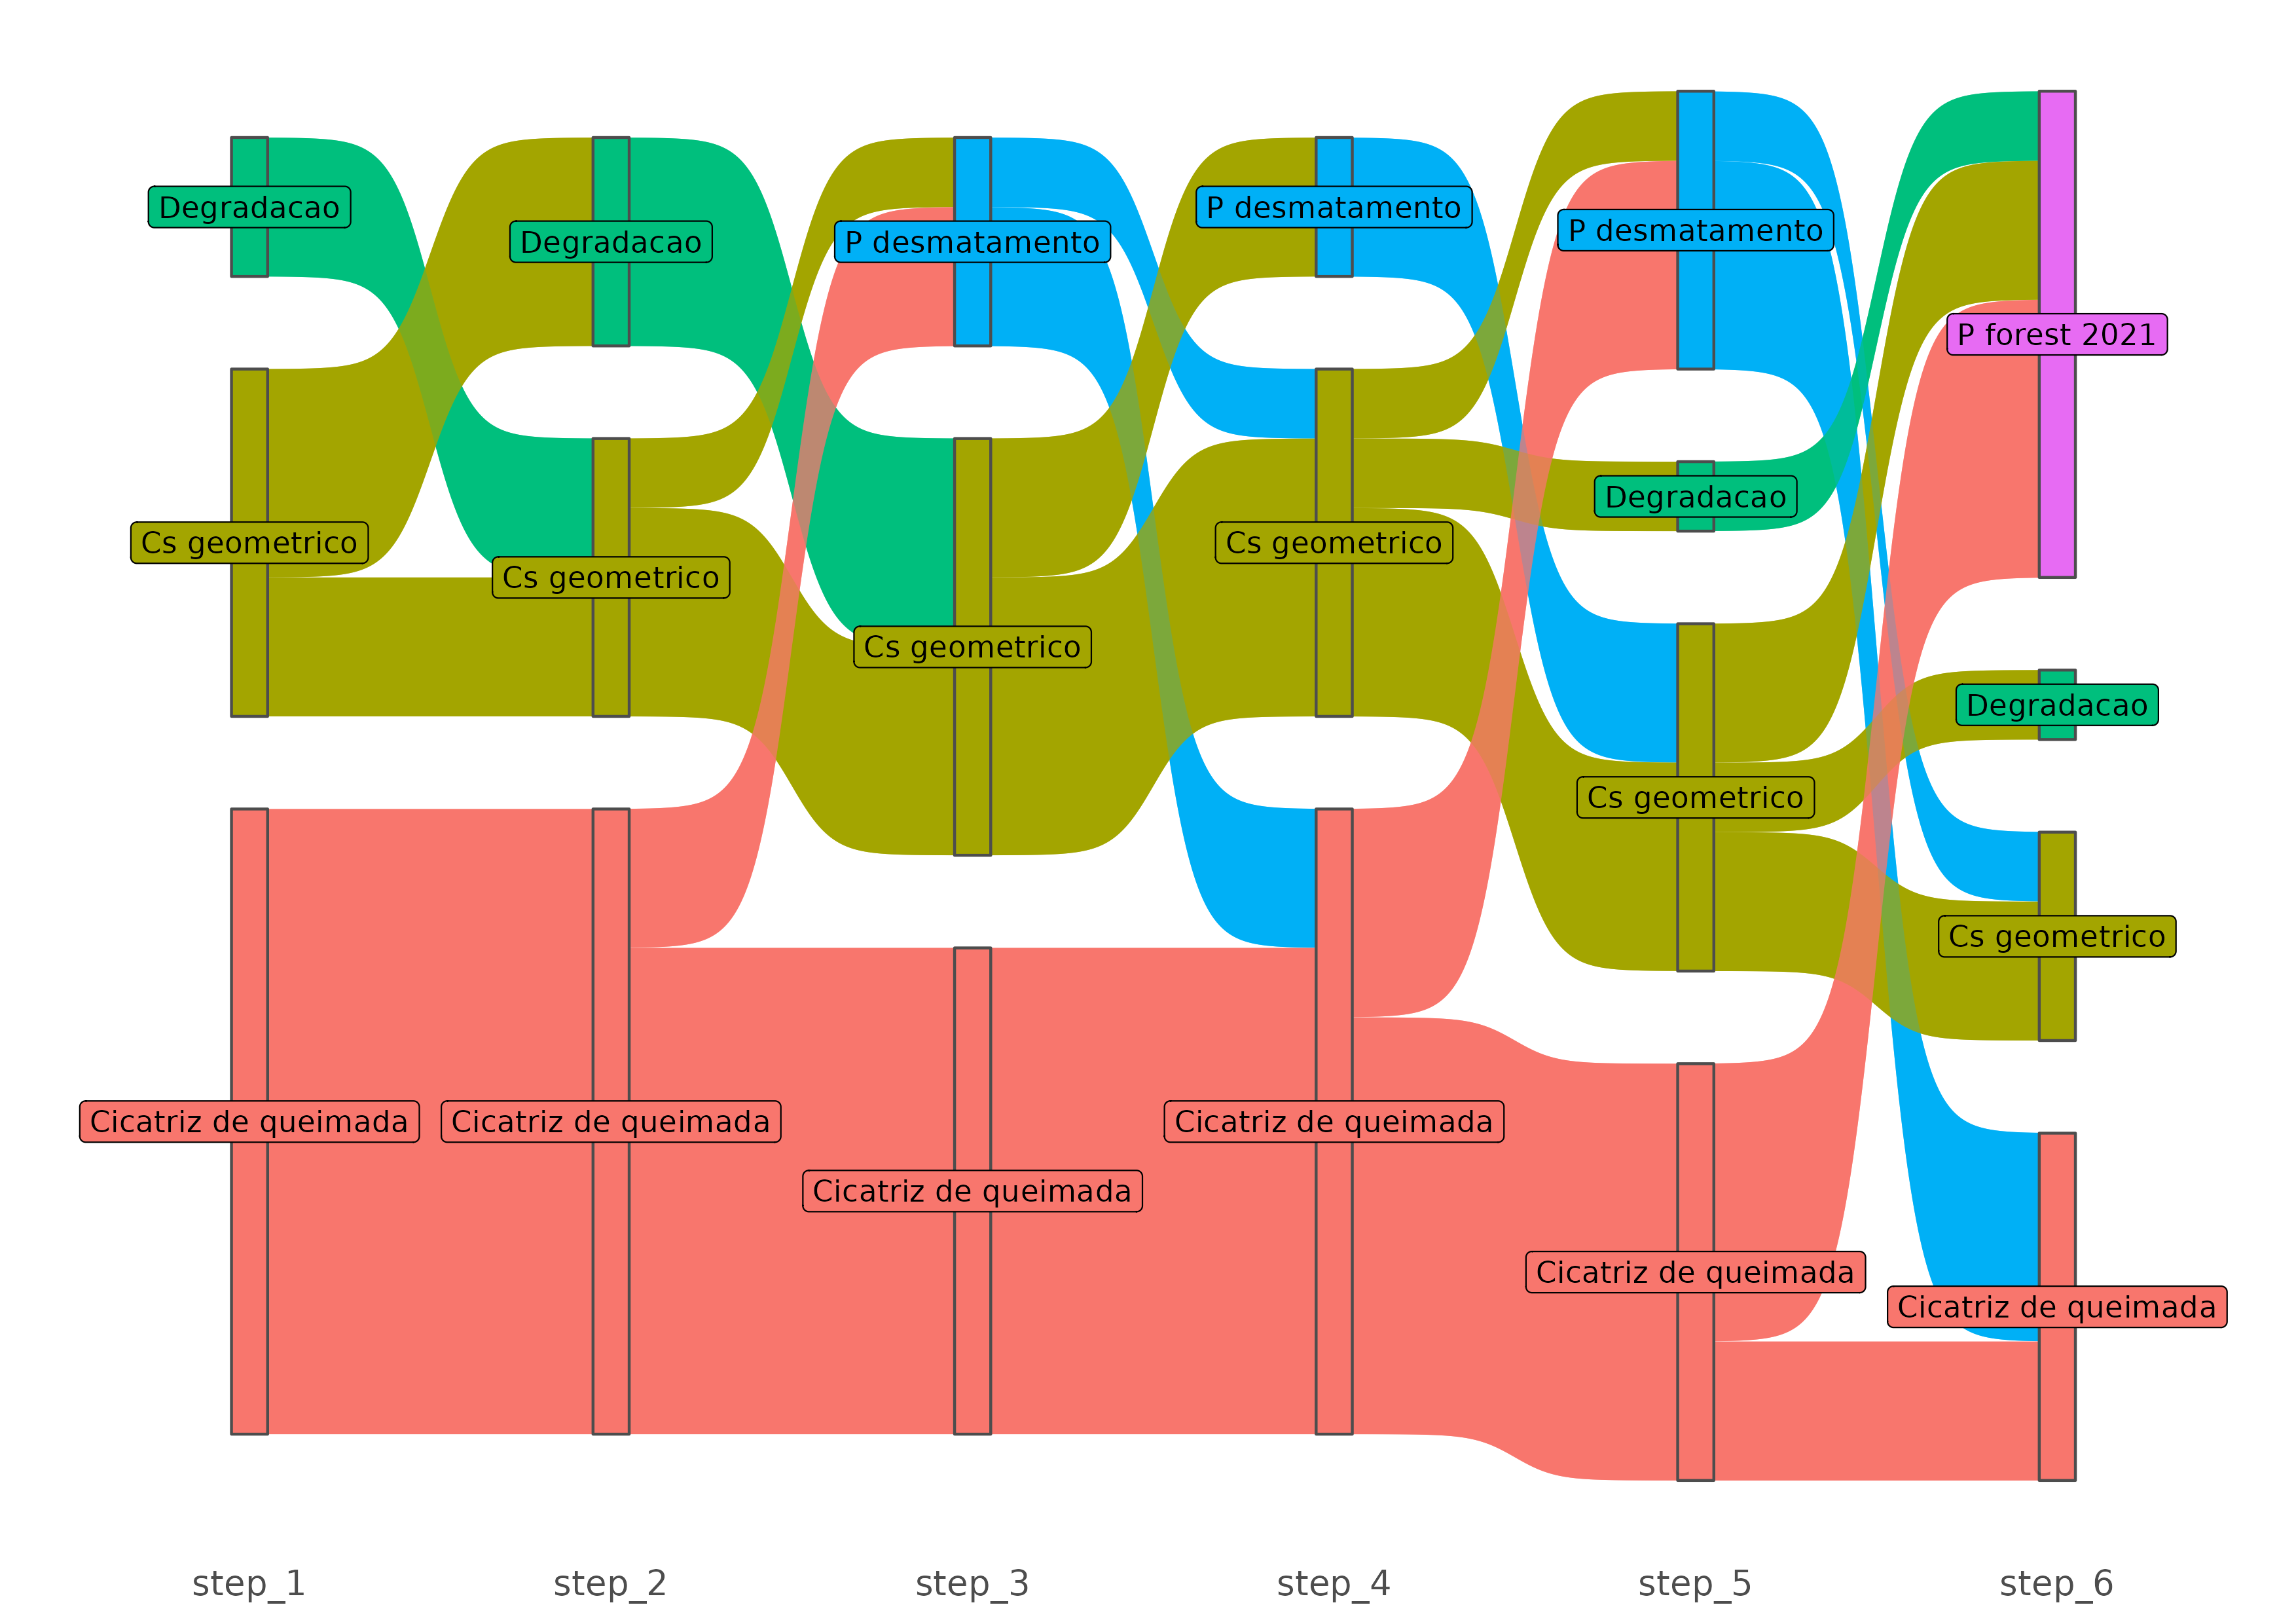 Degradacao
Cs geometrico
Cicatriz de queimada
Degradacao
Cs geometrico
Cicatriz de queimada
P desmatamento
Cs geometrico
Cicatriz de queimada
P desmatamento
Cs geometrico
Cicatriz de queimada
P desmatamento
Degradacao
Cs geometrico
Cicatriz de queimada
P forest 2021
Degradacao
Cs geometrico
Cicatriz de queimada
step_1
step_2
step_3
step_4
step_5
step_6